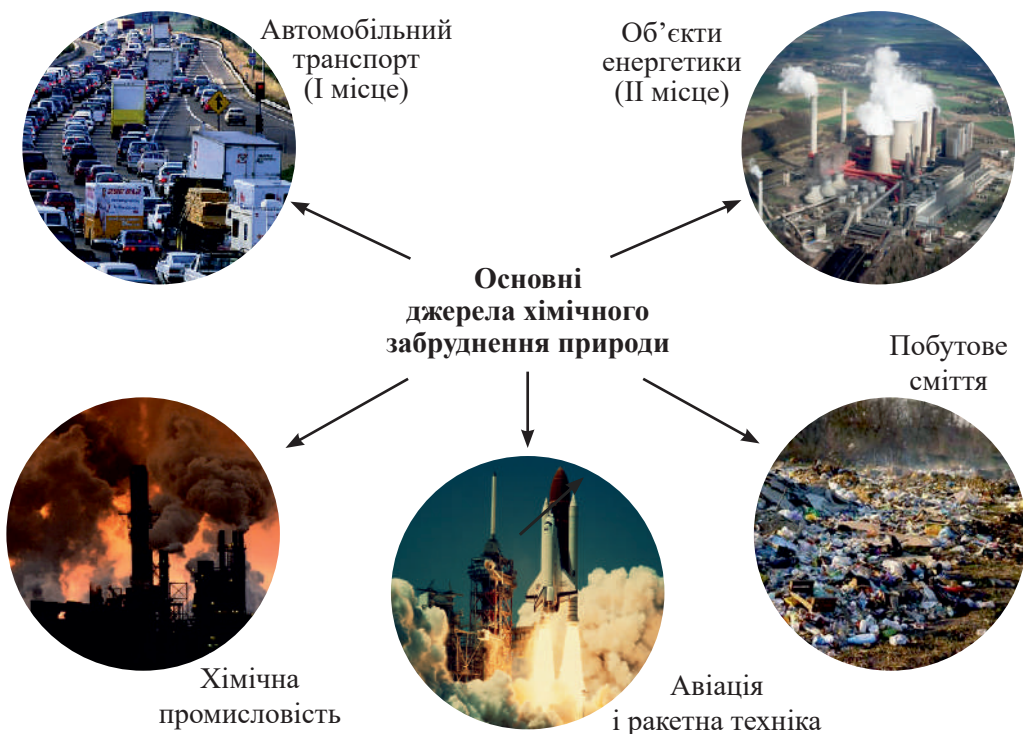 Автомобільний
транспорт
(І місце)
Об’єкти
енергетики
(ІІ місце)
Основні
джерела хімічного
забруднення природи
Побутове
сміття
Хімічна
промисловість
Авіація
і ракетна техніка